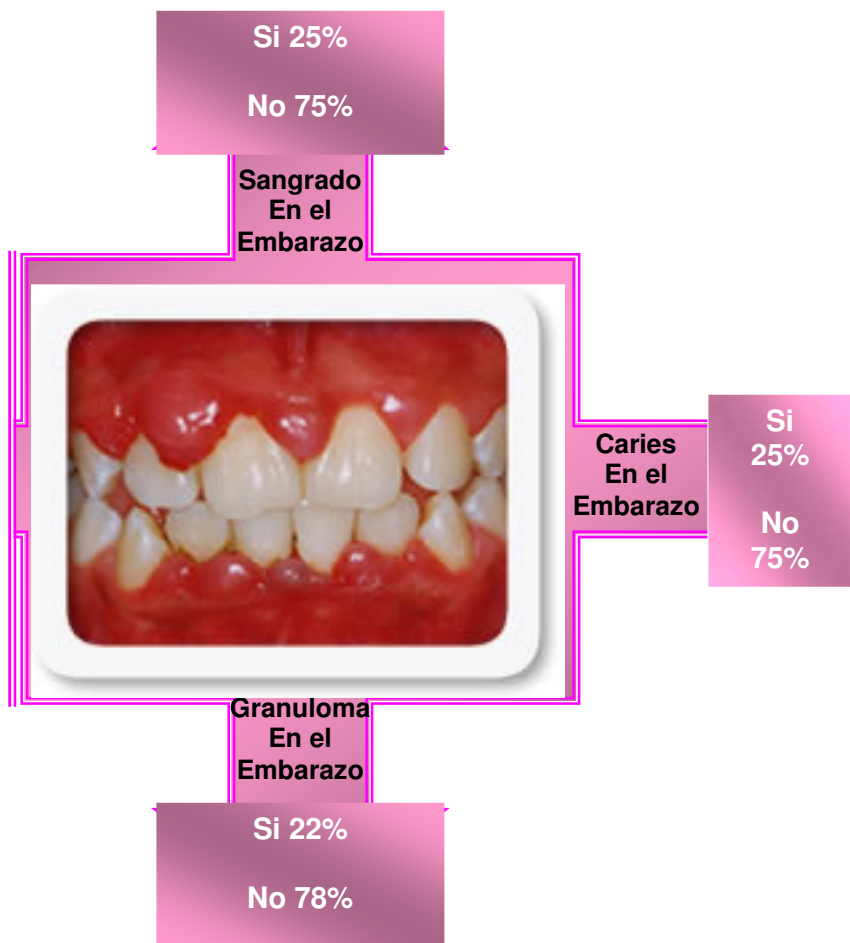 Si 25%
No 75%
Sangrado
En el
Embarazo
Caries
En el
Embarazo
Si
25%
No
75%
Granuloma
En el
Embarazo
Si 22%
No 78%